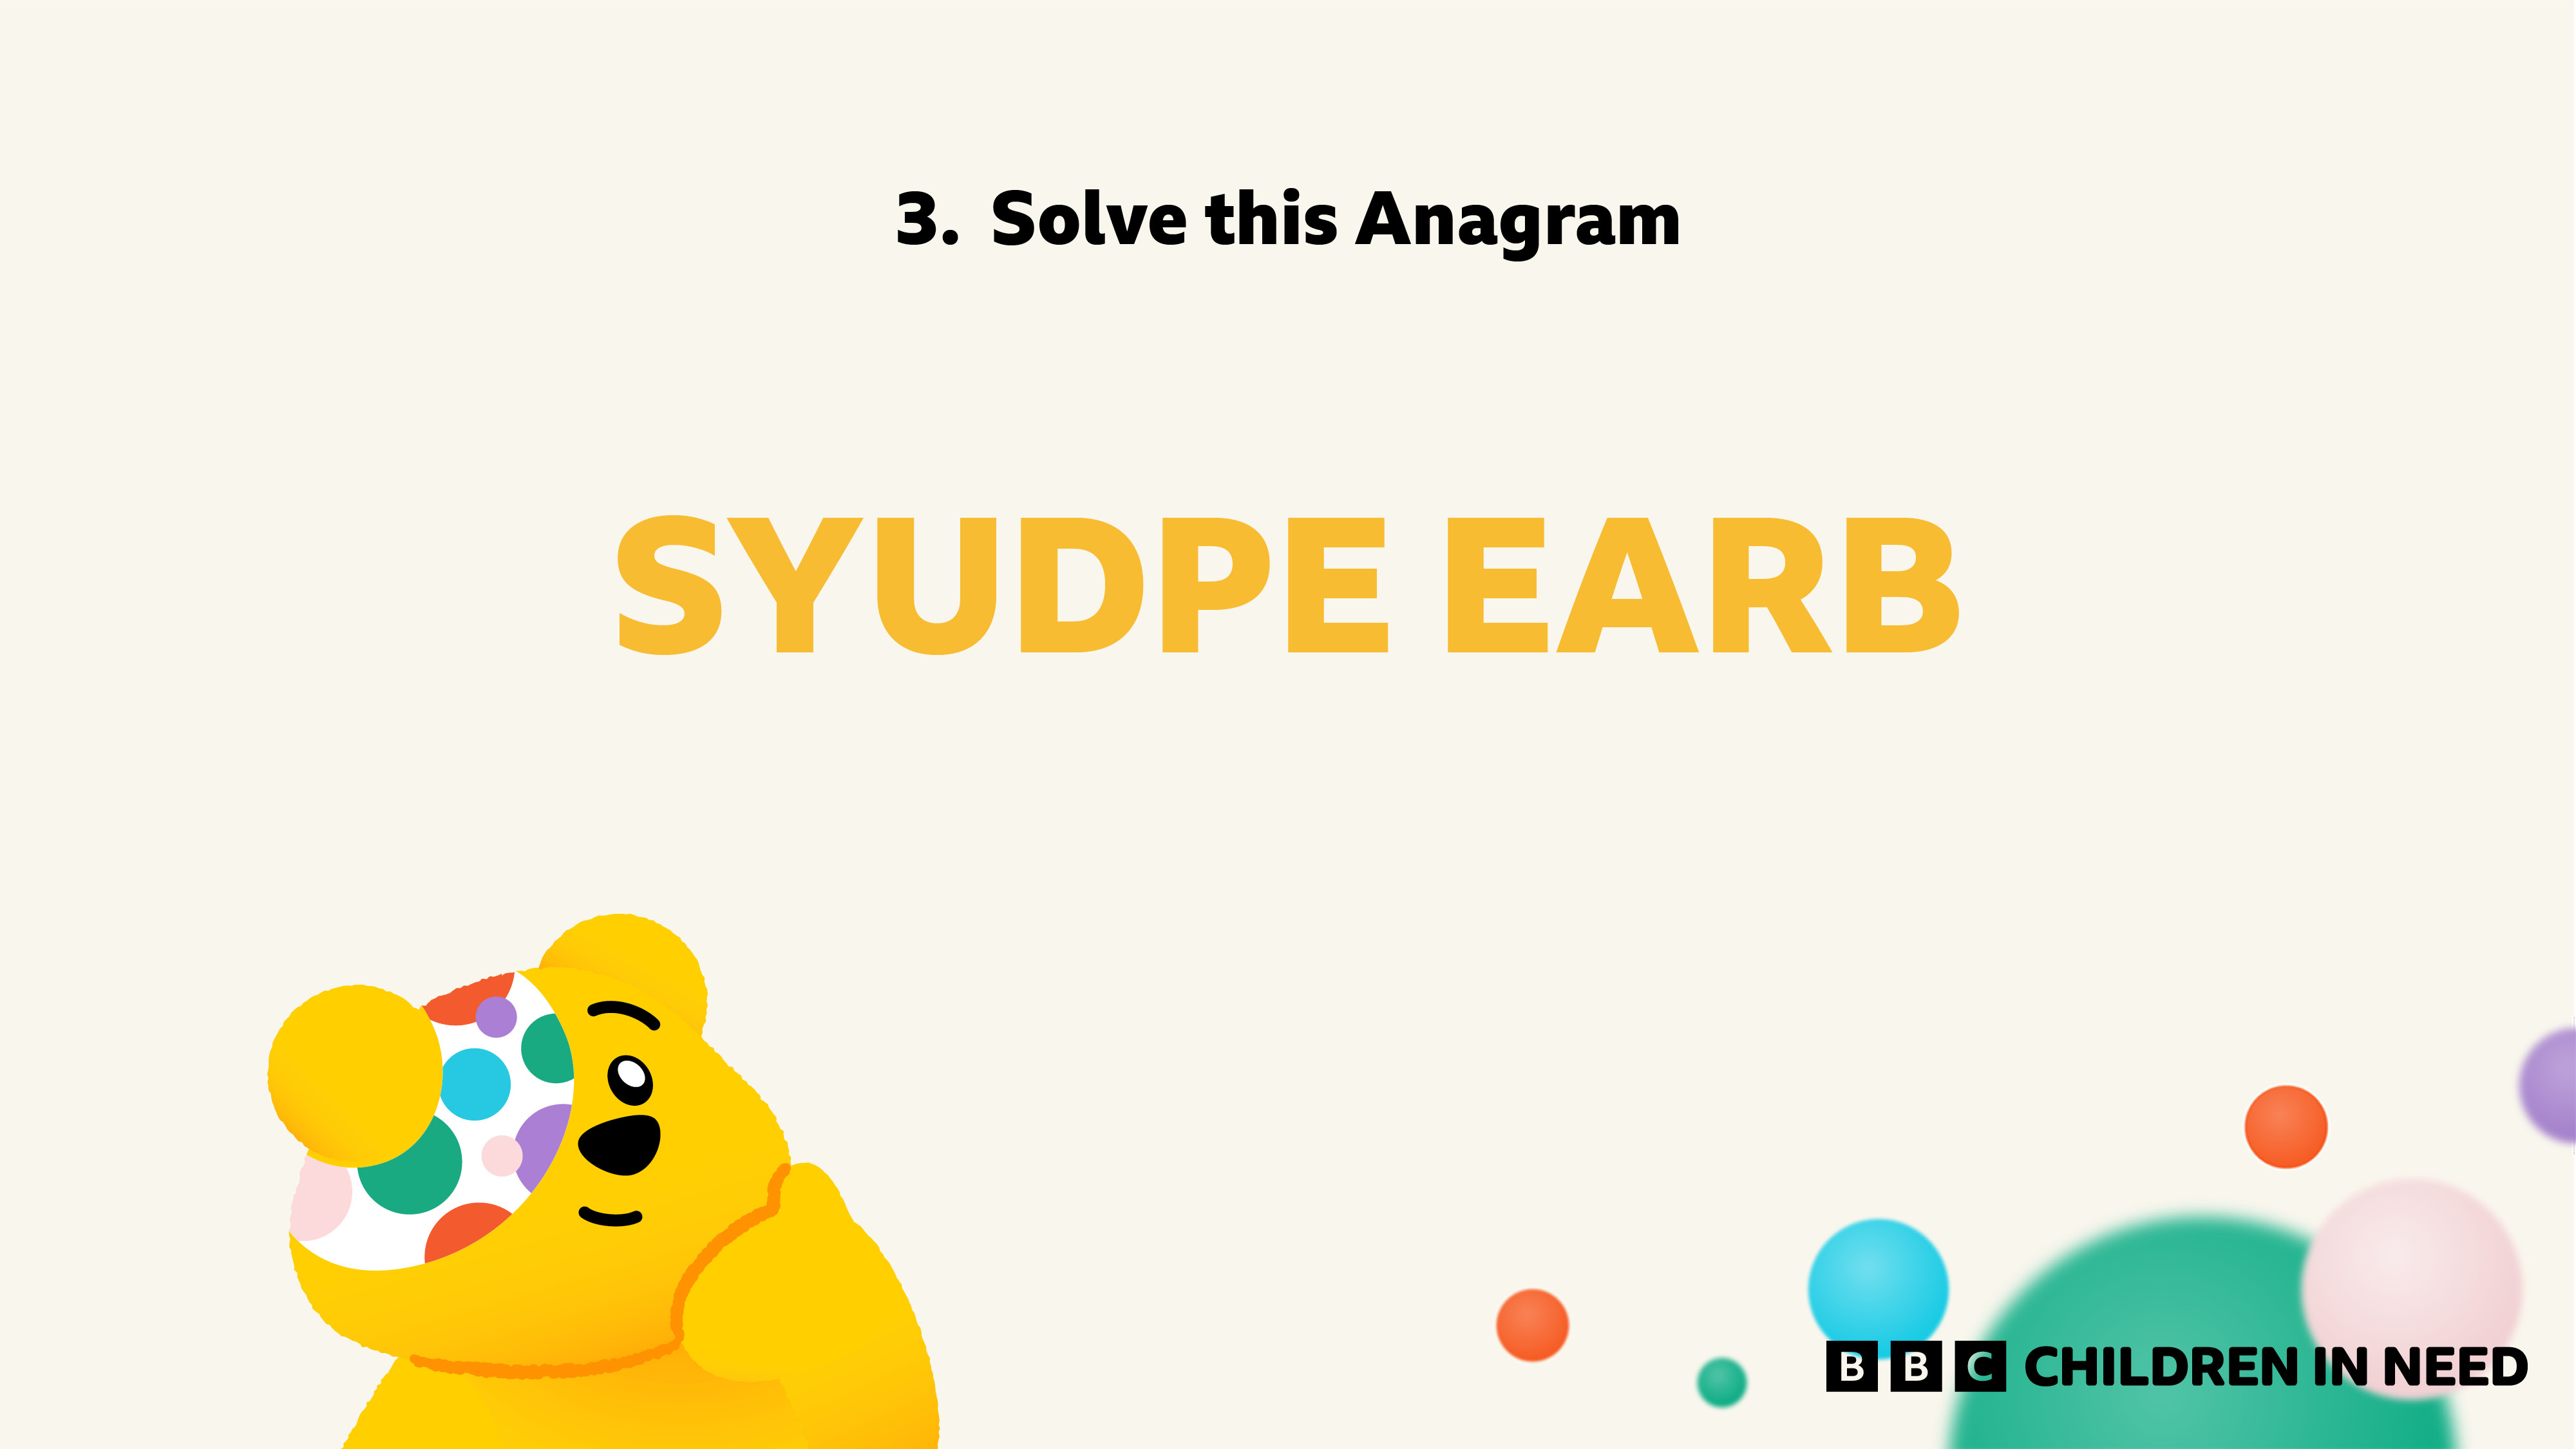 3. Solve this Anagram
SYUDPE EARB
BBC CHILDREN IN NEED